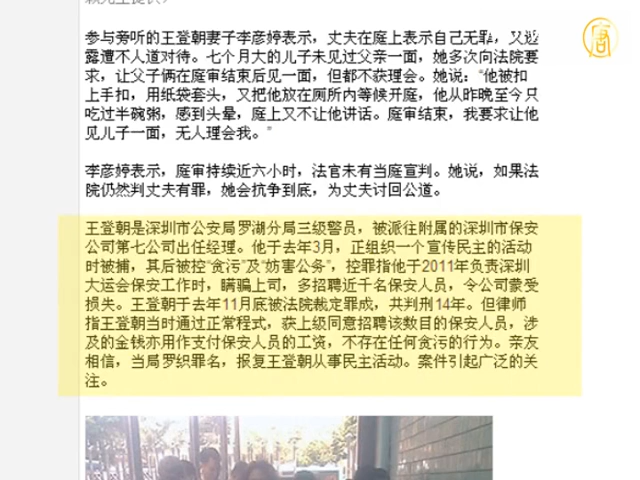 参与旁听的王登朝妻子李彦婷表示，丈夫在庭上表示自己无罪，又透
露遭不人道对待。七个月大的儿子未见过父亲一面，她多次向法院要
求，让父子俩在庭审结束后见一面，但都不获理会。她说：“他被扣
上手扣，用纸袋套头，又把他放在厕所内等候开庭，他从昨晚至今只
吃过半碗粥，感到头晕，庭上又不让他讲话。庭审结束，我要求让他
见儿子一面，无人理会我。”
李彦婷表示，庭审持续近六小时，法官未有当庭宣判。她说，如果法
院仍然判丈夫有罪，她会抗争到底，为丈夫讨回公道。
王登朝是深圳市公安局罗湖分局三级警员，被派往附属的深圳市保安
公司第七公司出任经理。他于去年3月，正组织一个宣传民主的活动
时被捕，其后被控“贪污”及“妨害公务”，控罪指他于2011年负责深圳
大运会保安工作时，瞒骗上司，多招聘近千名保安人员，令公司蒙受
损失。王登朝于去年11月底被法院裁定罪成，共判刑14年。但律师
指王登朝当时通过正常程式，获上级同意招聘该数目的保安人员，涉
及的金钱亦用作支付保安人员的工资，不存在任何贪污的行为。亲友
相信，当局罗织罪名，报复王登朝从事民主活动。案件引起广泛的关
注。